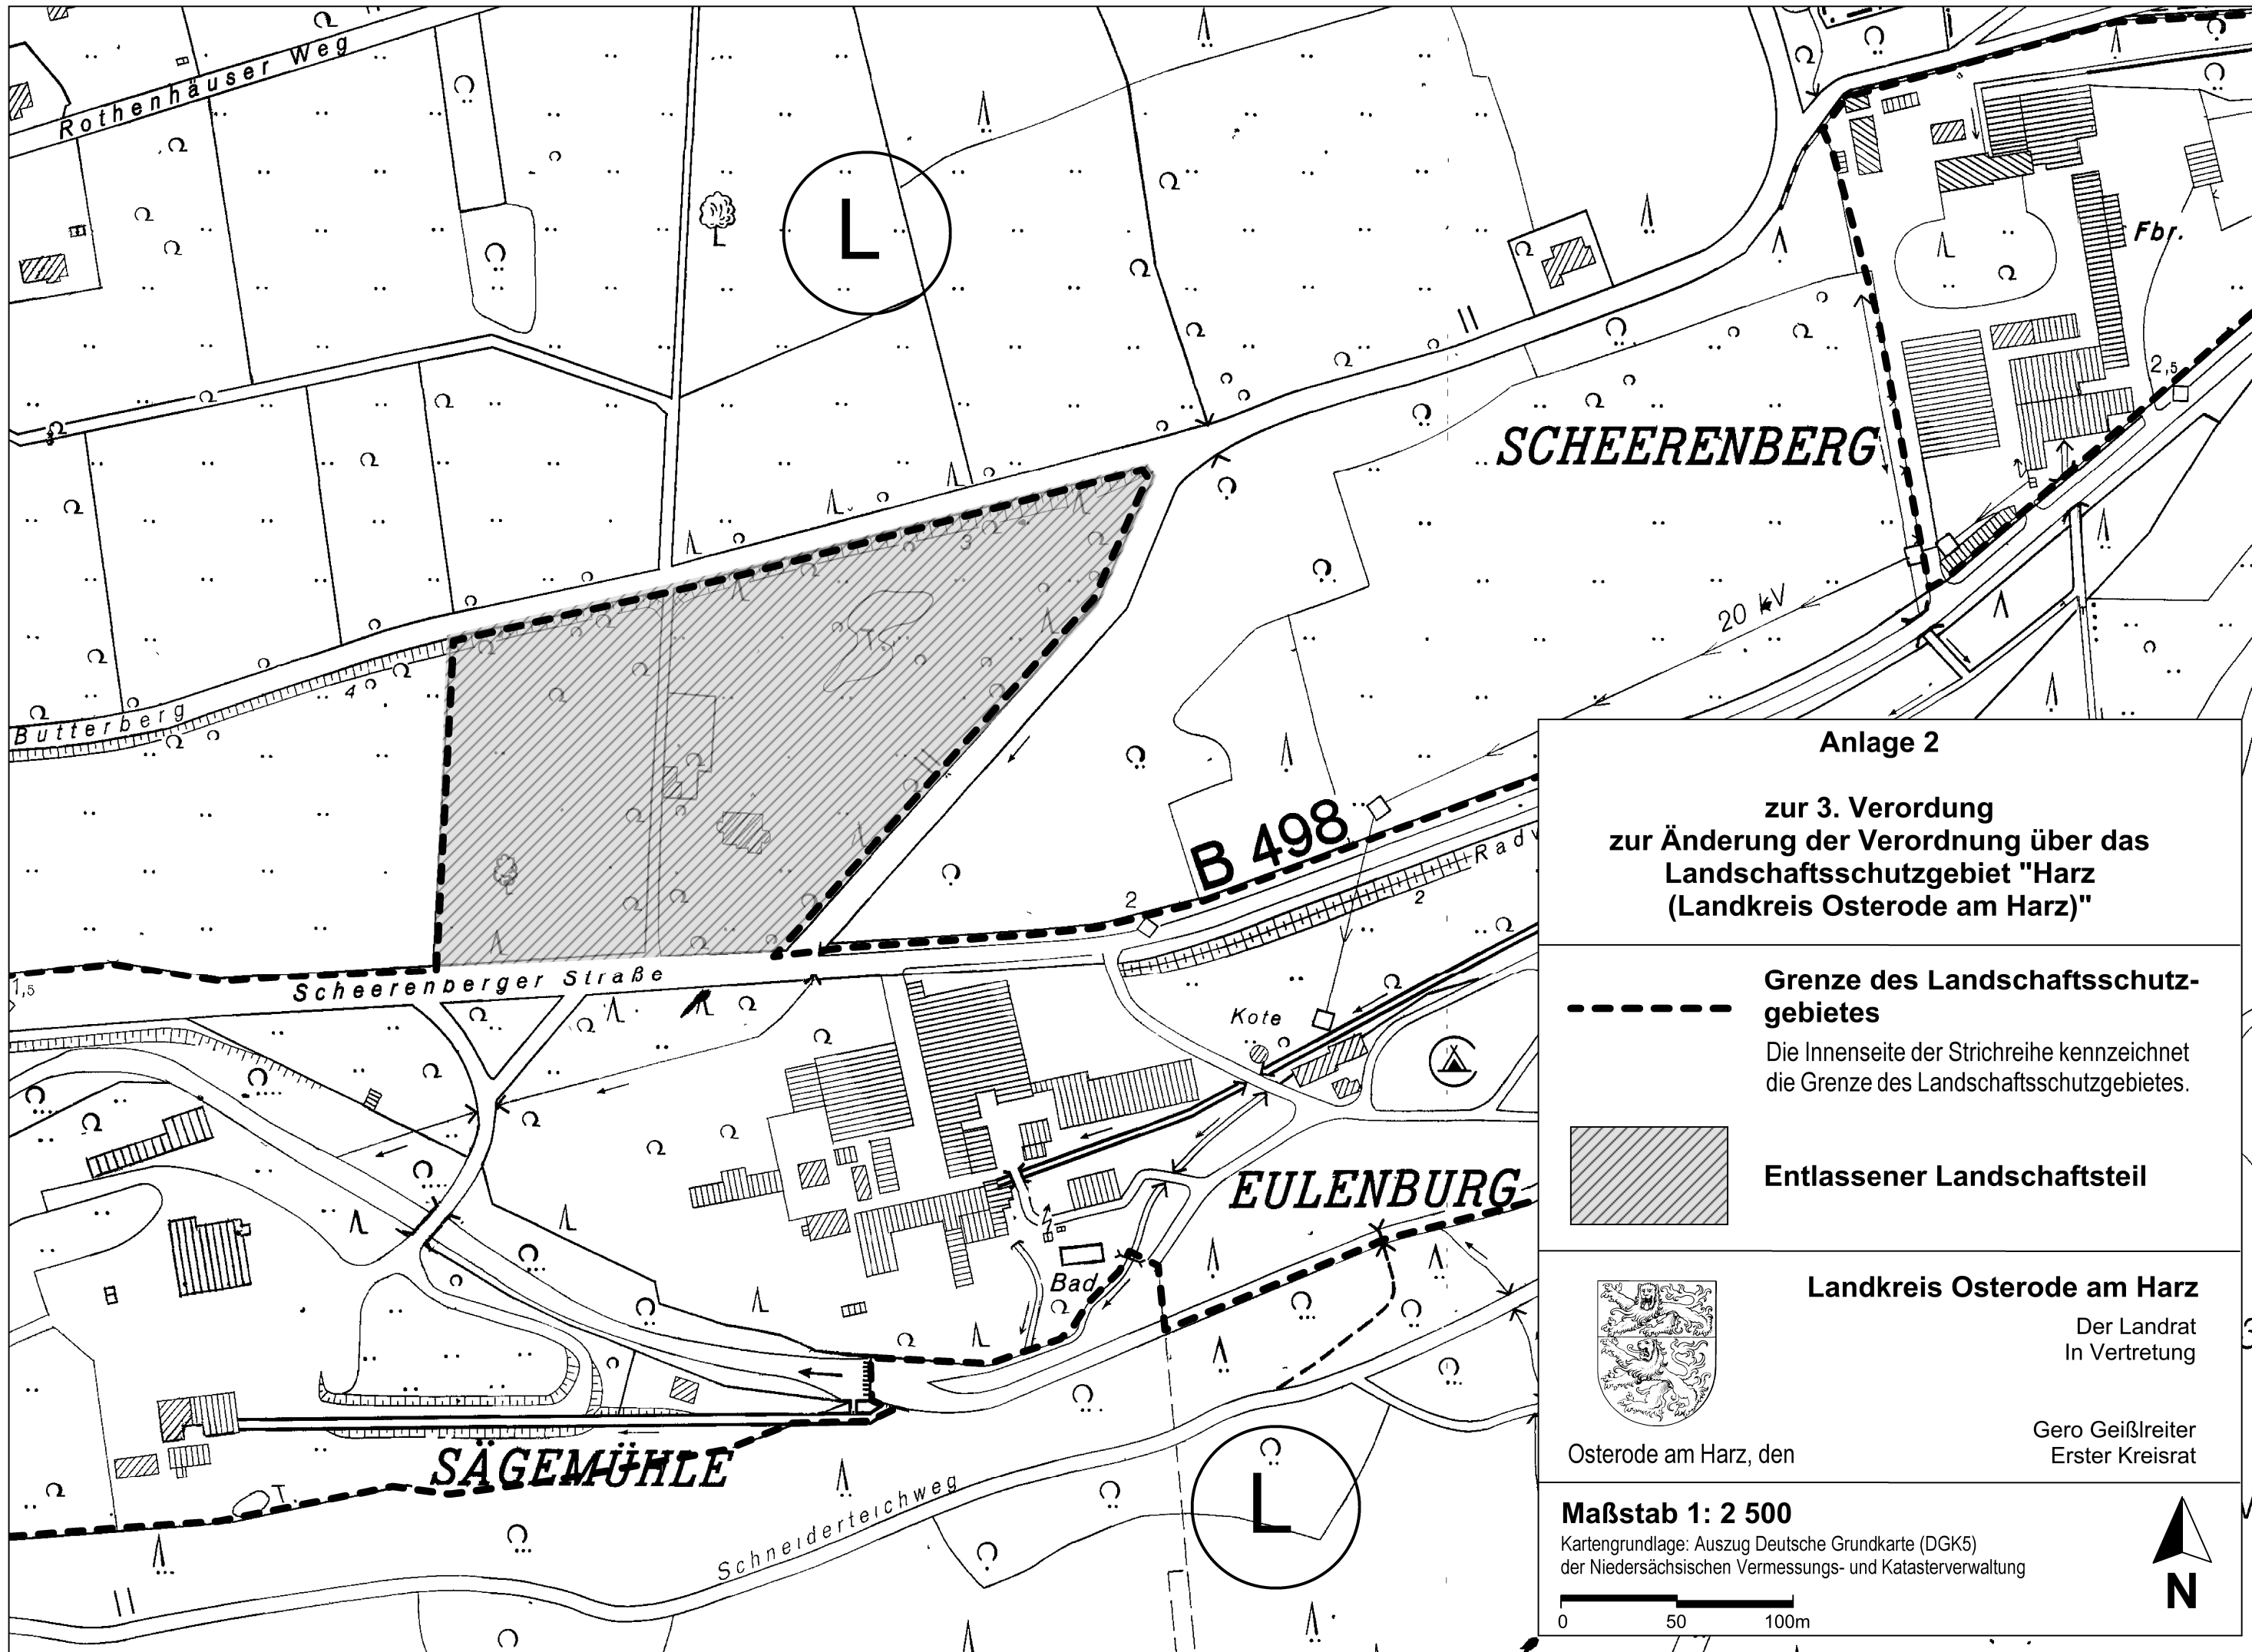 Rothenhäuser Weg
L
Fbr.
2,5
SCHEERENBERG
3
20 kV
T.
4
Butterberg
B 498
2
Radw
2
1,5
Scheerenberger Straße
Kote
EULENBURG
Bad
SÄGEMÜHLE
T.
Schneiderteichweg
L
Anlage 2
zur 3. Verordung
zur Änderung der Verordnung über das
Landschaftsschutzgebiet "Harz
(Landkreis Osterode am Harz)"
Grenze des Landschaftsschutz-
gebietes
Die Innenseite der Strichreihe kennzeichnet
die Grenze des Landschaftsschutzgebietes.
Entlassener Landschaftsteil
Landkreis Osterode am Harz
Der Landrat
In Vertretung
Gero Geißlreiter
Osterode am Harz, den
Erster Kreisrat
Maßstab 1: 2 500
Kartengrundlage: Auszug Deutsche Grundkarte (DGK5)
der Niedersächsischen Vermessungs- und Katasterverwaltung
0 50 100m
N